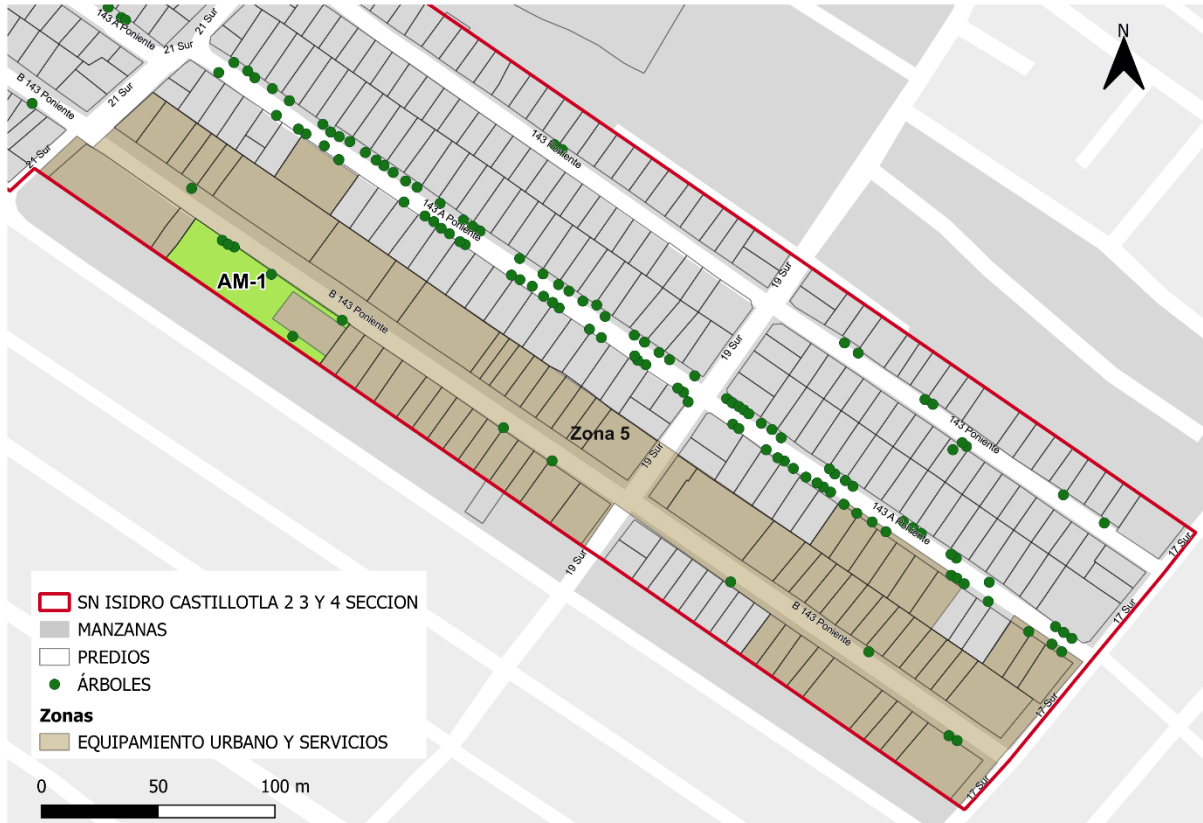 143 A Poniente
21 Sur
21 Sur
B 143 Poniente
21 Sur
21 Sur
N
143 Poniente
143 A Poniente
AM-1
B 143 Poniente
19 Sur
19 Sur
Zona 5
19 Sur
143 Poniente
143 A Poniente
17 Sur
19 Sur
B 143 Poniente
17 Sur
17 Sur
17 Sur
SN ISIDRO CASTILLOTLA 2 3 Y 4 SECCION
MANZANAS
PREDIOS
ÁRBOLES
Zonas
EQUIPAMIENTO URBANO Y SERVICIOS
0 50 100 m